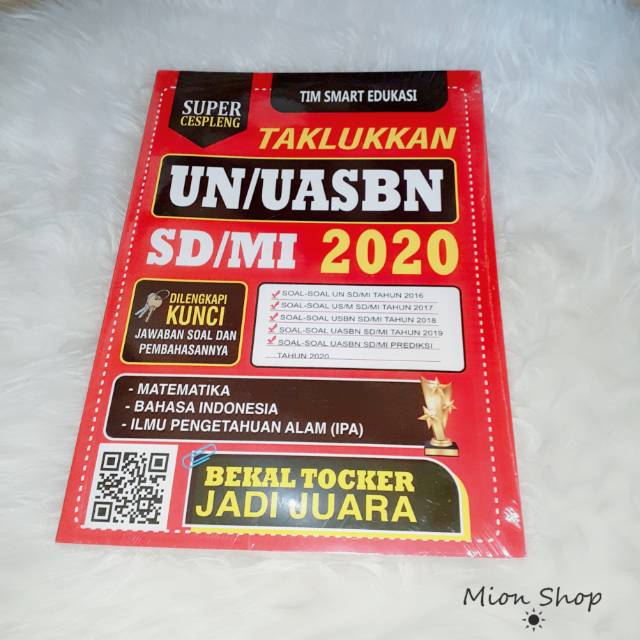 SUPER
CESPLENG
TIM SMART EDUKASI
TAKLUKKAN
UN/UASBN
SD/MI 2020
DILENGKAPI
KUNCI
JAWABAN SOAL DAN
PEMBAHASANNYA
SOAL-SOAL UN SD/MI TAHUN 2016
SOAL-SOAL US/M SD/MI TAHUN 2017
SOAL-SOAL USBN SD/MI TAHUN 2018
SOAL-SOAL UASBN SD/MI TAHUN 2019
SOAL-SOAL UASBN SD/MI PREDIKSI
TAHUN 2020
- MATEMATIKA
- BAHASA INDONESIA
- ILMU PENGETAHUAN ALAM (IPA)
BEKAL TOCKER
JADI JUARA
Mion Shop